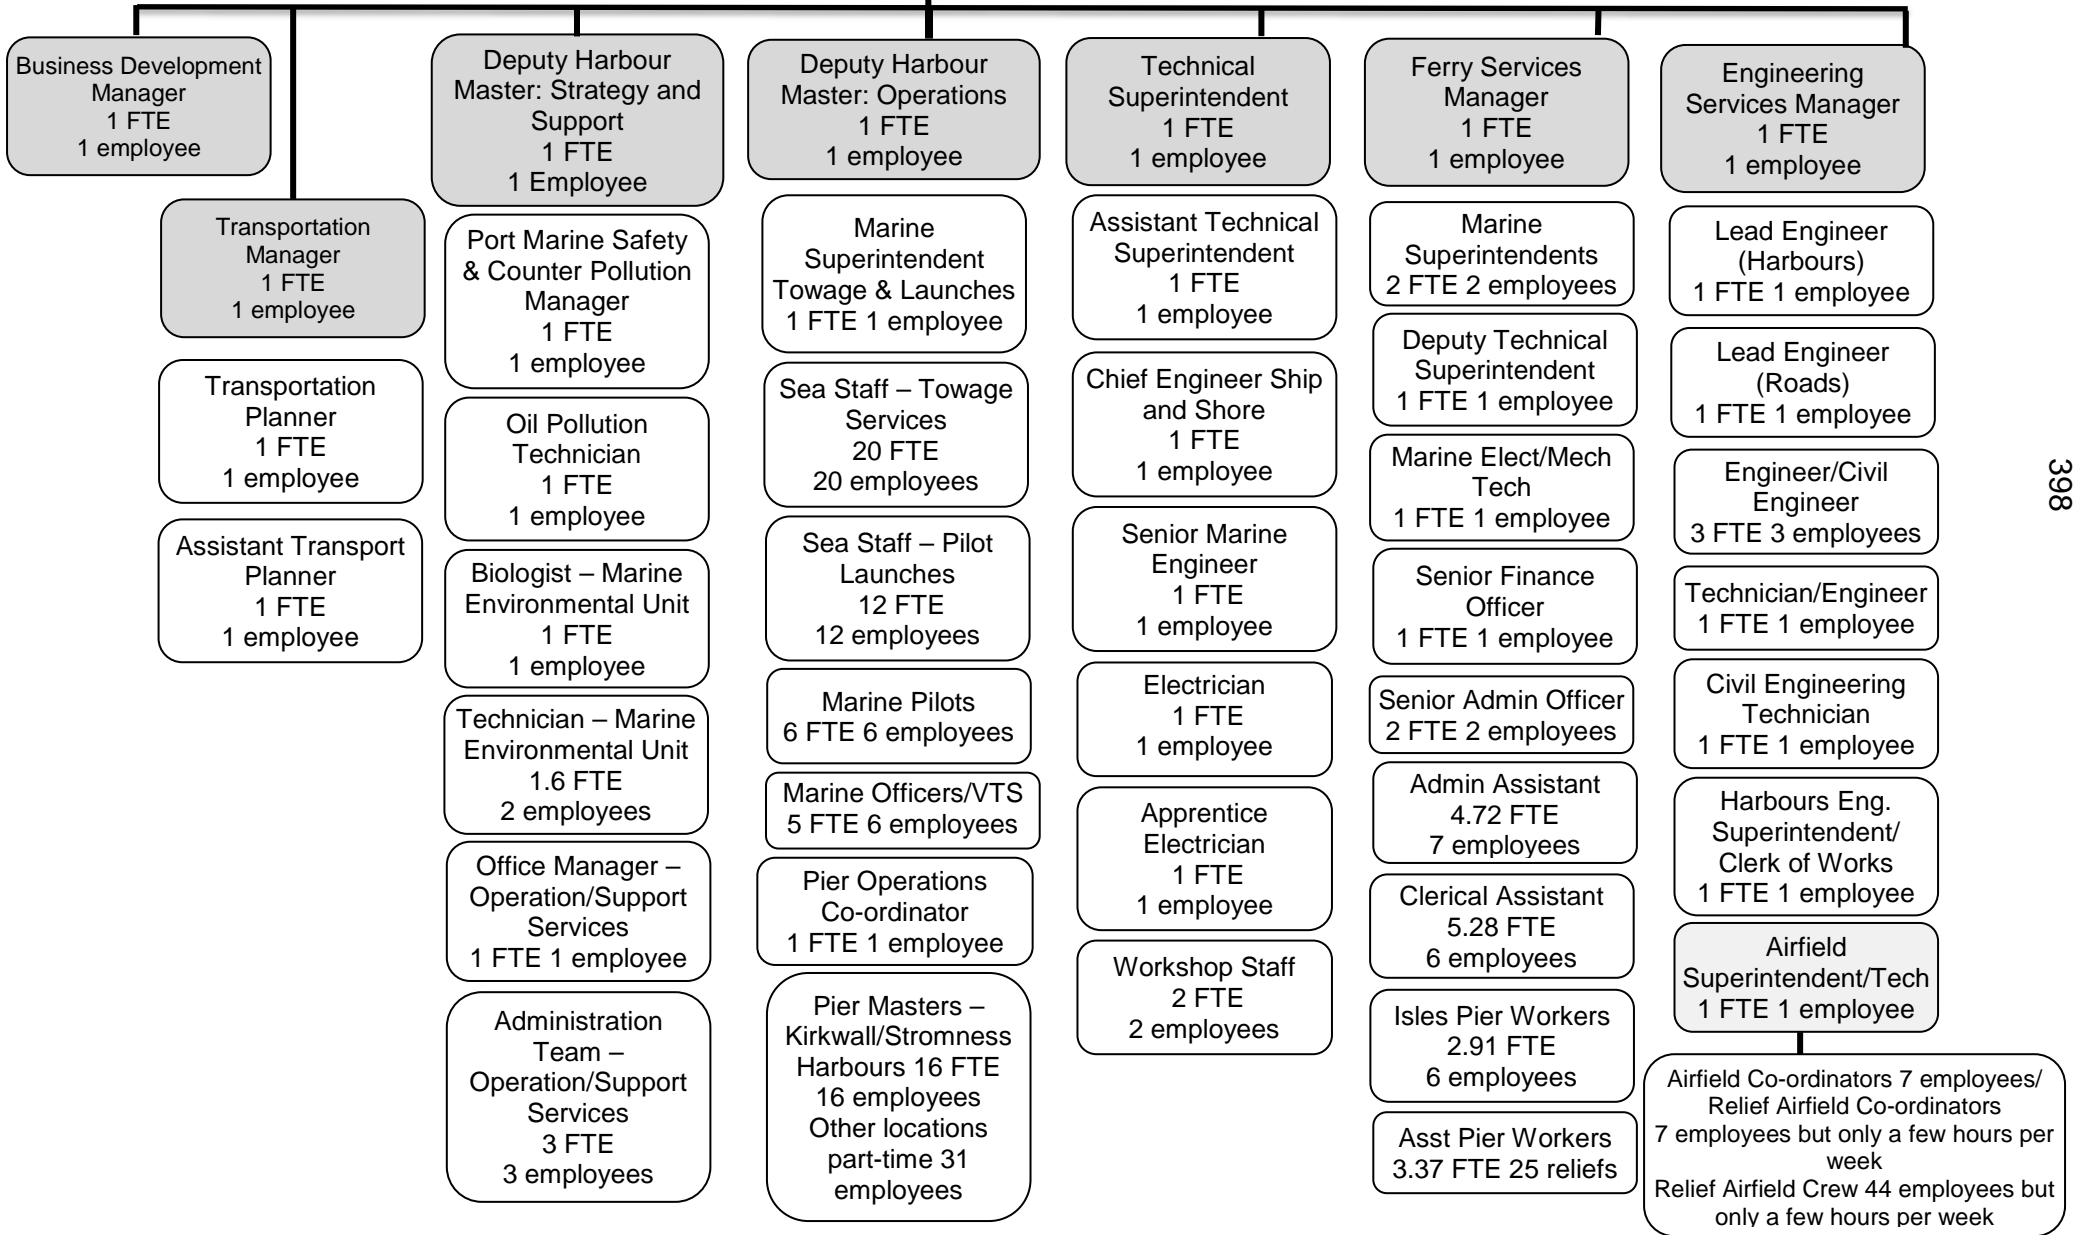 Business Development
Manager
1 FTE
1 employee
Transportation
Manager
1 FTE
1 employee
Transportation
Planner
1 FTE
1 employee
Assistant Transport
Planner
1 FTE
1 employee
Deputy Harbour
Master: Strategy and
Support
1 FTE
1 Employee
Port Marine Safety
& Counter Pollution
Manager
1 FTE
1 employee
Oil Pollution
Technician
1 FTE
1 employee
Biologist – Marine
Environmental Unit
1 FTE
1 employee
Technician – Marine
Environmental Unit
1.6 FTE
2 employees
Office Manager –
Operation/Support
Services
1 FTE 1 employee
Administration
Team –
Operation/Support
Services
3 FTE
3 employees
Deputy Harbour
Master: Operations
1 FTE
1 employee
Marine
Superintendent
Towage & Launches
1 FTE 1 employee
Sea Staff – Towage
Services
20 FTE
20 employees
Sea Staff – Pilot
Launches
12 FTE
12 employees
Marine Pilots
6 FTE 6 employees
Marine Officers/VTS
5 FTE 6 employees
Pier Operations
Co-ordinator
1 FTE 1 employee
Pier Masters –
Kirkwall/Stromness
Harbours 16 FTE
16 employees
Other locations
part-time 31
employees
Technical
Superintendent
1 FTE
1 employee
Assistant Technical
Superintendent
1 FTE
1 employee
Chief Engineer Ship
and Shore
1 FTE
1 employee
Senior Marine
Engineer
1 FTE
1 employee
Electrician
1 FTE
1 employee
Apprentice
Electrician
1 FTE
1 employee
Workshop Staff
2 FTE
2 employees
Ferry Services
Manager
1 FTE
1 employee
Marine
Superintendents
2 FTE 2 employees
Deputy Technical
Superintendent
1 FTE 1 employee
Marine Elect/Mech
Tech
1 FTE 1 employee
Senior Finance
Officer
1 FTE 1 employee
Senior Admin Officer
2 FTE 2 employees
Admin Assistant
4.72 FTE
7 employees
Clerical Assistant
5.28 FTE
6 employees
Isles Pier Workers
2.91 FTE
6 employees
Asst Pier Workers
3.37 FTE 25 reliefs
Engineering
Services Manager
1 FTE
1 employee
Lead Engineer
(Harbours)
1 FTE 1 employee
Lead Engineer
(Roads)
1 FTE 1 employee
Engineer/Civil
Engineer
3 FTE 3 employees
Technician/Engineer
1 FTE 1 employee
Civil Engineering
Technician
1 FTE 1 employee
Harbours Eng.
Superintendent/
Clerk of Works
1 FTE 1 employee
Airfield
Superintendent/Tech
1 FTE 1 employee
Airfield Co-ordinators 7 employees/
Relief Airfield Co-ordinators
7 employees but only a few hours per
week
Relief Airfield Crew 44 employees but
only a few hours per week
398